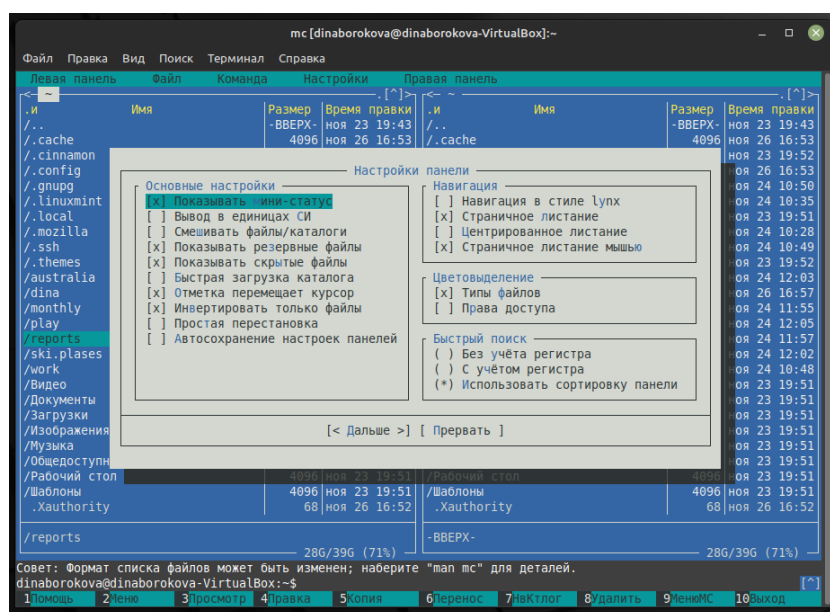 mc [dinaborokova@dinaborokova-VirtualBox]:~
Файл Правка Вид Поиск Терминал Справка
Левая панель Файл Команда Настройки Правая панель
<- ~ .[^]> <- ~ .[^]>
.и Имя Размер Время правки .и Имя Размер Время правки
/.. -ВВЕРХ- ноя 23 19:43 /.. -ВВЕРХ- ноя 23 19:43
/.cache 4096 ноя 26 16:53 /.cache 4096 ноя 26 16:53
/.cinnamon ноя 23 19:52
/.config Настройки панели ноя 26 16:53
/.gnupg Основные настройки Навигация ноя 24 10:50
/.linuxmint [x] Показывать мини-статус [ ] Навигация в стиле lynx ноя 24 10:35
/.local [ ] Вывод в единицах СИ [x] Страничное листание ноя 23 19:51
/.mozilla [ ] Смешивать файлы/каталоги [ ] Центрированное листание ноя 24 10:28
/.ssh [x] Показывать резервные файлы [x] Страничное листание мышью ноя 24 10:49
/.themes [x] Показывать скрытые файлы ноя 23 19:52
/australia [ ] Быстрая загрузка каталога Цветовыделение ноя 24 12:03
/dina [x] Отметка перемещает курсор [x] Типы файлов ноя 26 16:57
/monthly [x] Инвертировать только файлы [ ] Права доступа ноя 24 11:55
/play [ ] Простая перестановка ноя 24 12:05
/reports [ ] Автосохранение настроек панелей Быстрый поиск ноя 24 11:57
/ski.plases ( ) Без учёта регистра ноя 24 12:02
/work ( ) С учётом регистра ноя 24 10:48
/Видео (*) Использовать сортировку панели ноя 23 19:51
/Документы ноя 23 19:51
/Загрузки ноя 23 19:51
/Изображения [< Дальше >] [ Прервать ] ноя 23 19:51
/Музыка ноя 23 19:51
/Общедоступн ноя 23 19:51
/Рабочий стол 4096 ноя 23 19:51 /Рабочий стол 4096 ноя 23 19:51
/Шаблоны 4096 ноя 23 19:51 /Шаблоны 4096 ноя 23 19:51
.Xauthority 68 ноя 26 16:52 .Xauthority 68 ноя 26 16:52
/reports -ВВЕРХ-
28G/39G (71%) 28G/39G (71%)
Совет: Формат списка файлов может быть изменен; наберите "man mc" для деталей.
dinaborokova@dinaborokova-VirtualBox:~$ [^]
1Помощь 2Меню 3Просмотр 4Правка 5Копия 6Перенос 7НвКтлог 8Удалить 9МенюМС 10Выход